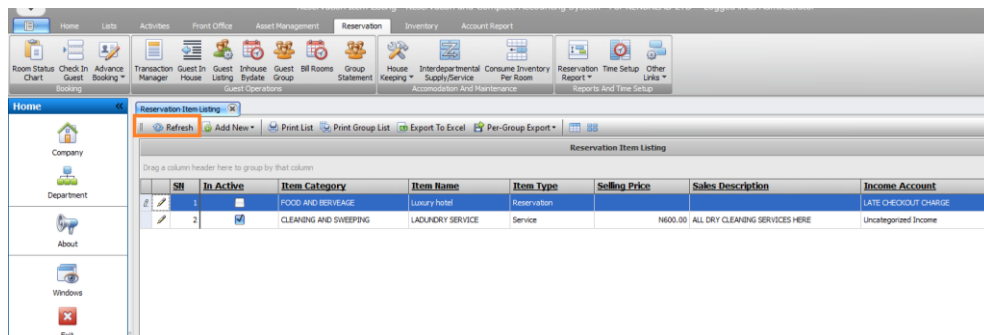 Home Lists Activities Front Office Asset Management Reservation Inventory Account Report
Room Status Chart
Check In Guest
Advance Booking
Transaction Manager
Guest In House
Guest Listing
Inhouse Bydate
Guest Group
Bill Rooms
Group Statement
House Keeping
Interdepartmental Supply/Service
Consume Inventory Per Room
Reservation Report
Time Setup
Other Links
Booking
Guest Operations
Accomodation And Maintenance
Reports And Time Setup
Home
Company
Department
About
Windows
Exit
Reservation Item Listing
Refresh Add New Print List Print Group List Export To Excel Per-Group Export
Reservation Item Listing
Drag a column header here to group by that column
SN In Active Item Category Item Name Item Type Selling Price Sales Description Income Account
1 FOOD AND BERVEAGE Luxury hotel Reservation LATE CHECKOUT CHARGE
2 CLEANING AND SWEEPING LADUNDRY SERVICE Service N600.00 ALL DRY CLEANING SERVICES HERE Uncategorized Income